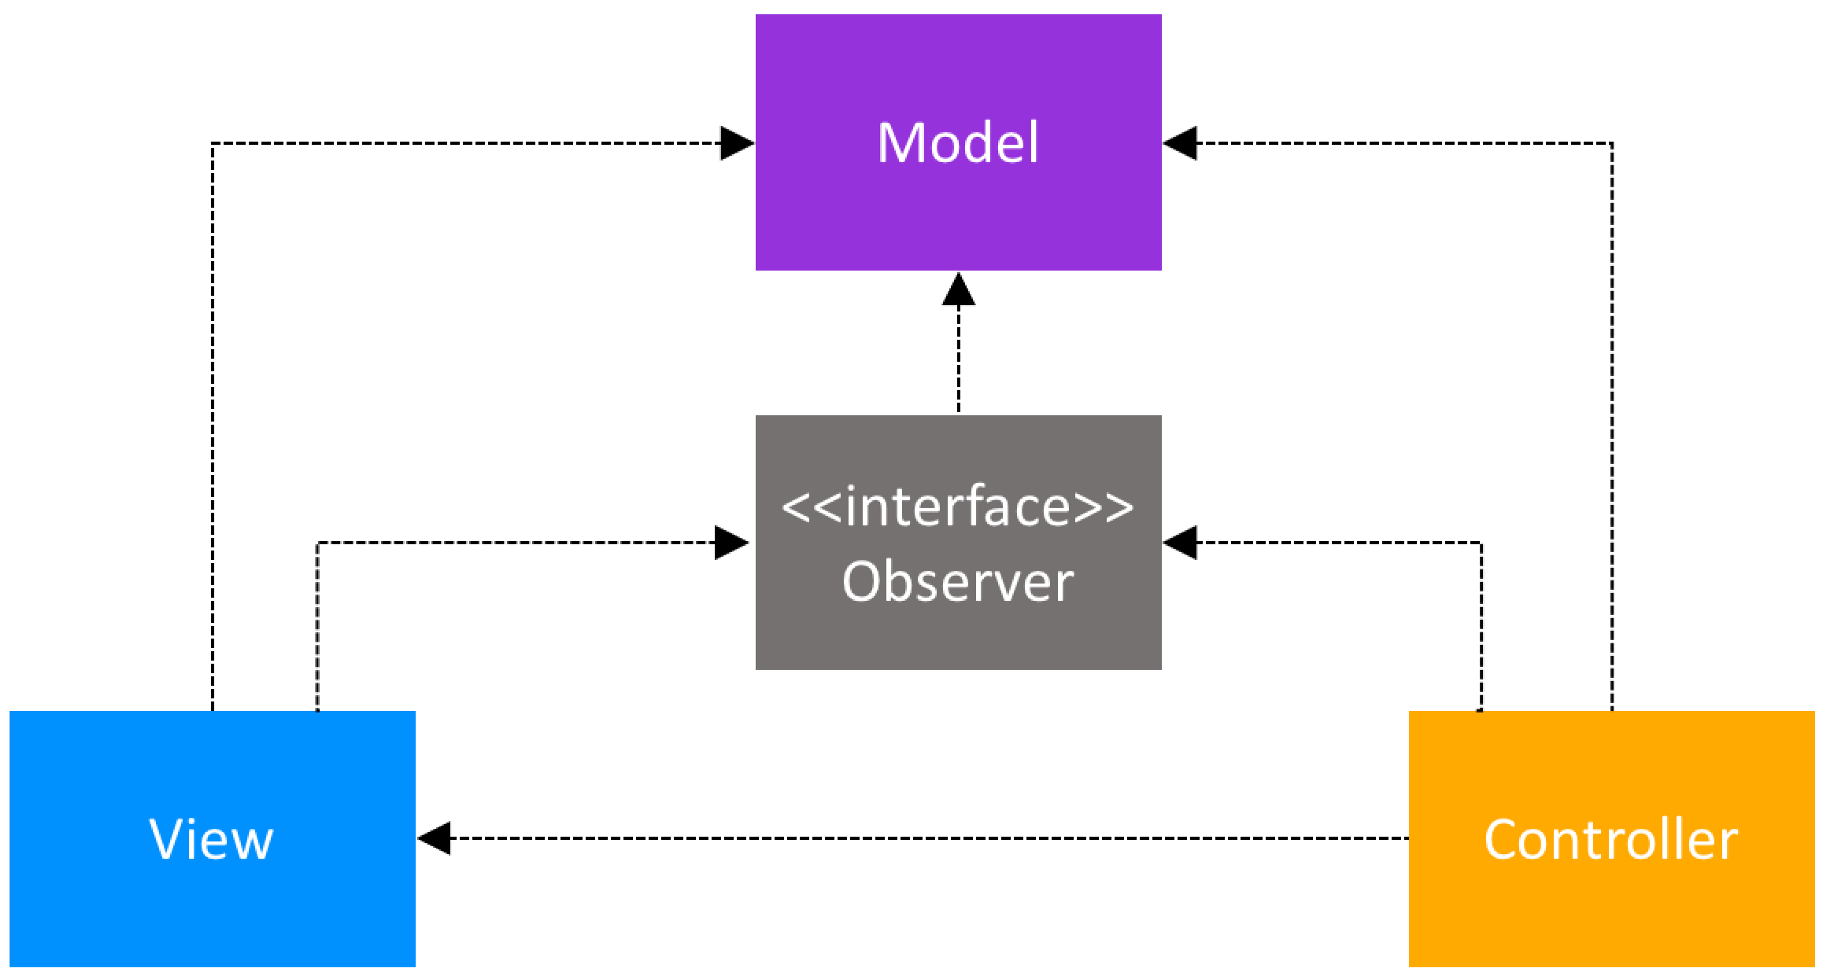 Model
<<interface>>
Observer
View
Controller